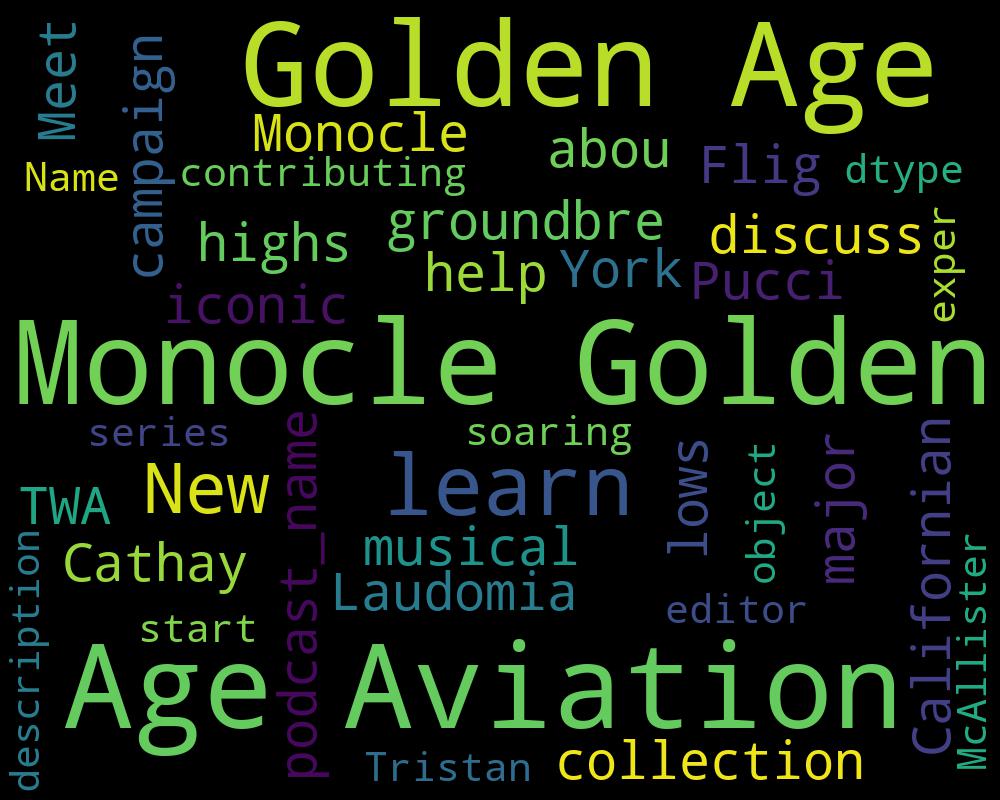 Meet
campaign
Golden Age
Monocle
abou
Name
contributing
Flig
dtype
highs
groundbre
discuss
exper
help
York
Pucci
iconic
Monocle Golden
series
podcast_name
soaring
learn
lows
object
major
Californian
New
TWA
musical
Cathay
Laudomia
description
editor
McAllister
start
Age Aviation
Tristan
collection